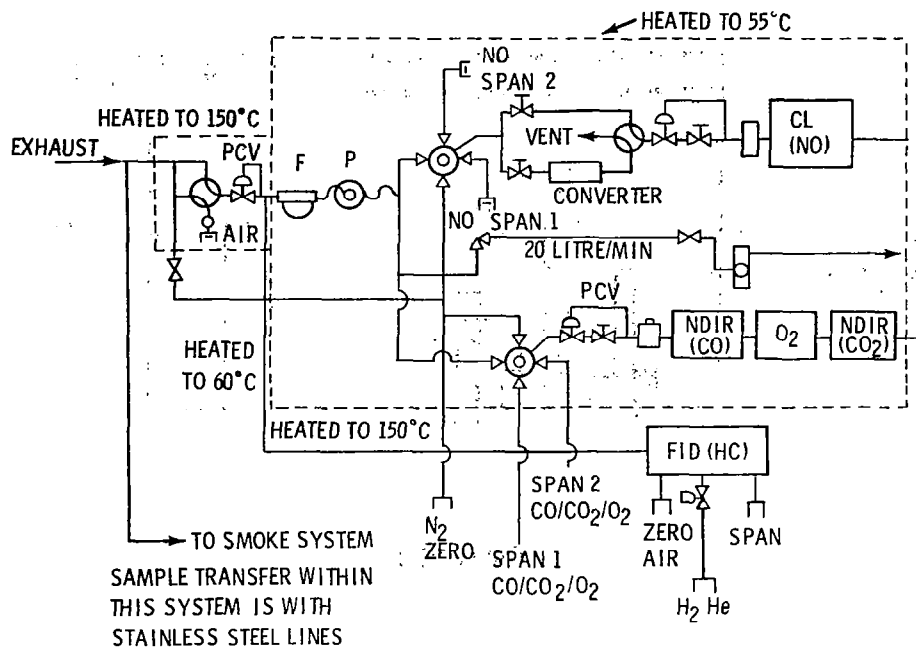 HEATED TO 55°C
NO
SPAN 2
HEATED TO 150°C
EXHAUST
PCV
F
P
VENT
CL
(NO)
CONVERTER
AIR
NO
SPAN 1
20 LITRE/MIN
PCV
NDIR
(CO)
O2
NDIR
(CO2)
HEATED
TO 60°C
HEATED TO 150°C
FID (HC)
SPAN 2
CO/CO2/O2
N2
ZERO
SPAN 1
CO/CO2/O2
ZERO
AIR
SPAN
H2 He
TO SMOKE SYSTEM
SAMPLE TRANSFER WITHIN
THIS SYSTEM IS WITH
STAINLESS STEEL LINES